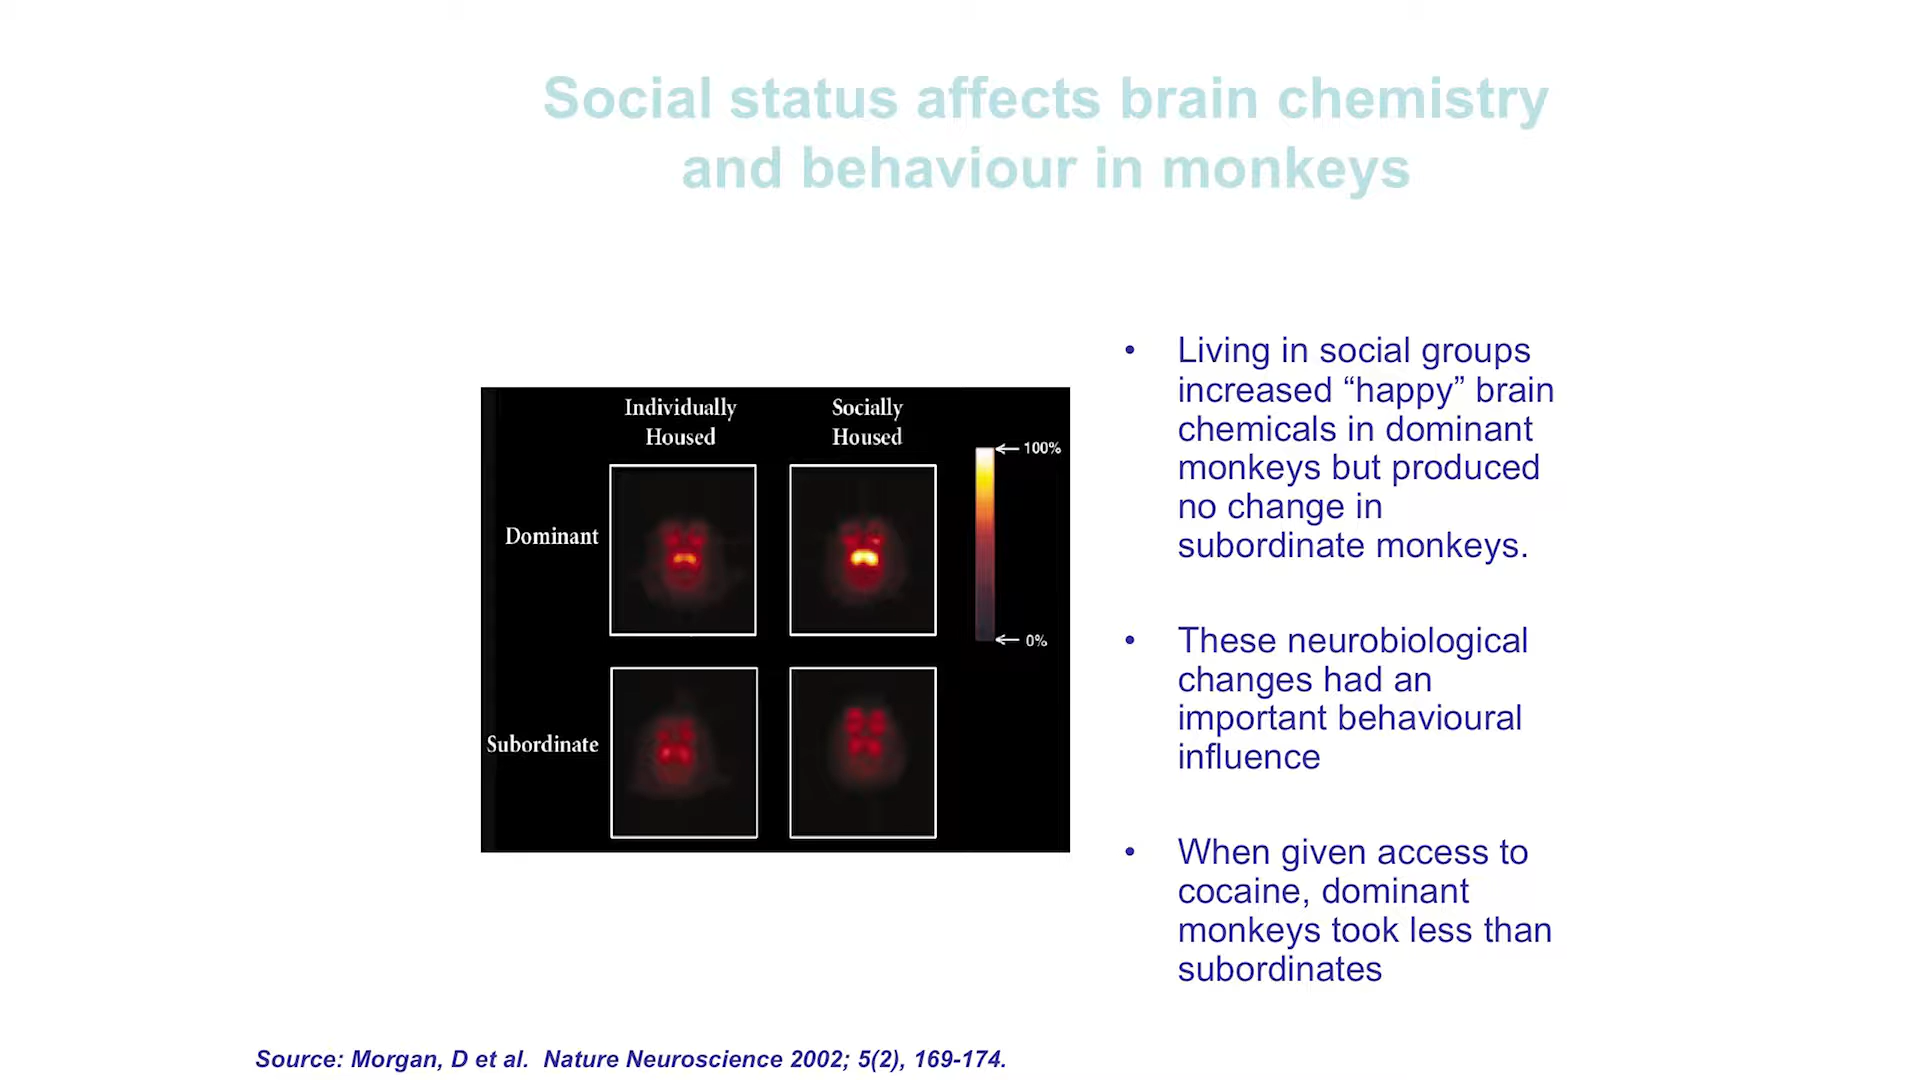 Social status affects brain chemistry
and behaviour in monkeys
Individually
Housed
Socially
Housed
100%
Dominant
0%
Subordinate
• Living in social groups
increased “happy” brain
chemicals in dominant
monkeys but produced
no change in
subordinate monkeys.
• These neurobiological
changes had an
important behavioural
influence
• When given access to
cocaine, dominant
monkeys took less than
subordinates
Source: Morgan, D et al. Nature Neuroscience 2002; 5(2), 169-174.